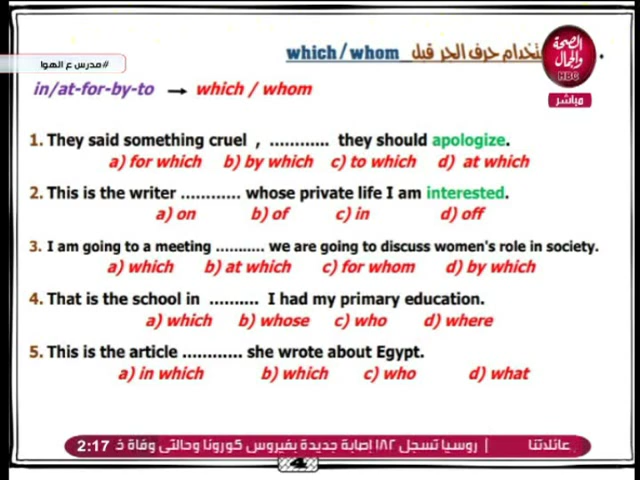 استخدام حرف الجر قبل which / whom
الصحة
والجمال
HBC
مباشر
#مدرس ع الهوا
in/at-for-by-to → which / whom
1. They said something cruel , ............ they should apologize.
a) for which b) by which c) to which d) at which
2. This is the writer ............ whose private life I am interested.
a) on b) of c) in d) off
3. I am going to a meeting ........... we are going to discuss women's role in society.
a) which b) at which c) for whom d) by which
4. That is the school in .......... I had my primary education.
a) which b) whose c) who d) where
5. This is the article ............ she wrote about Egypt.
a) in which b) which c) who d) what
عائلاتنا | روسيا تسجل ١٨٢ إصابة جديدة بفيروس كورونا وحالتى وفاة خ 2:17
4